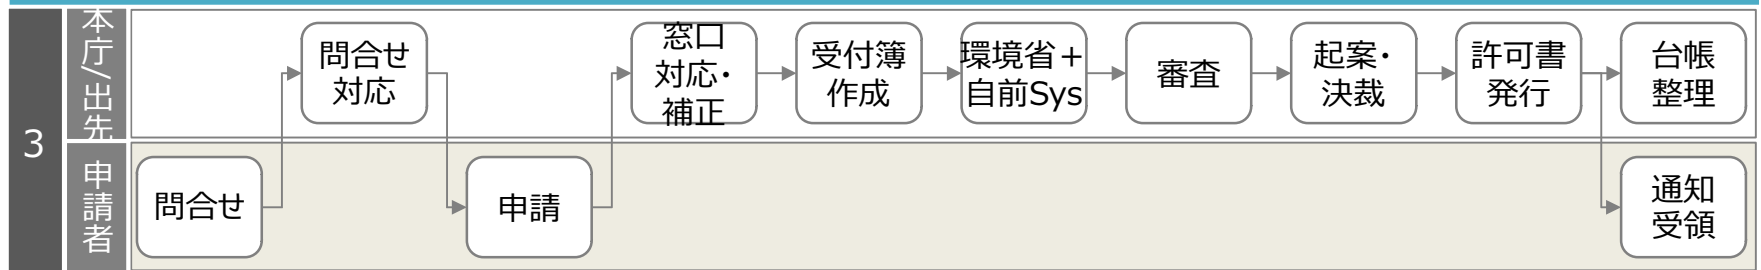 3
本庁/出先
問合せ
対応
窓口
対応・
補正
受付簿
作成
環境省＋
自前Sys
審査
起案・
決裁
許可書
発行
台帳
整理
申請者
問合せ
申請
通知
受領